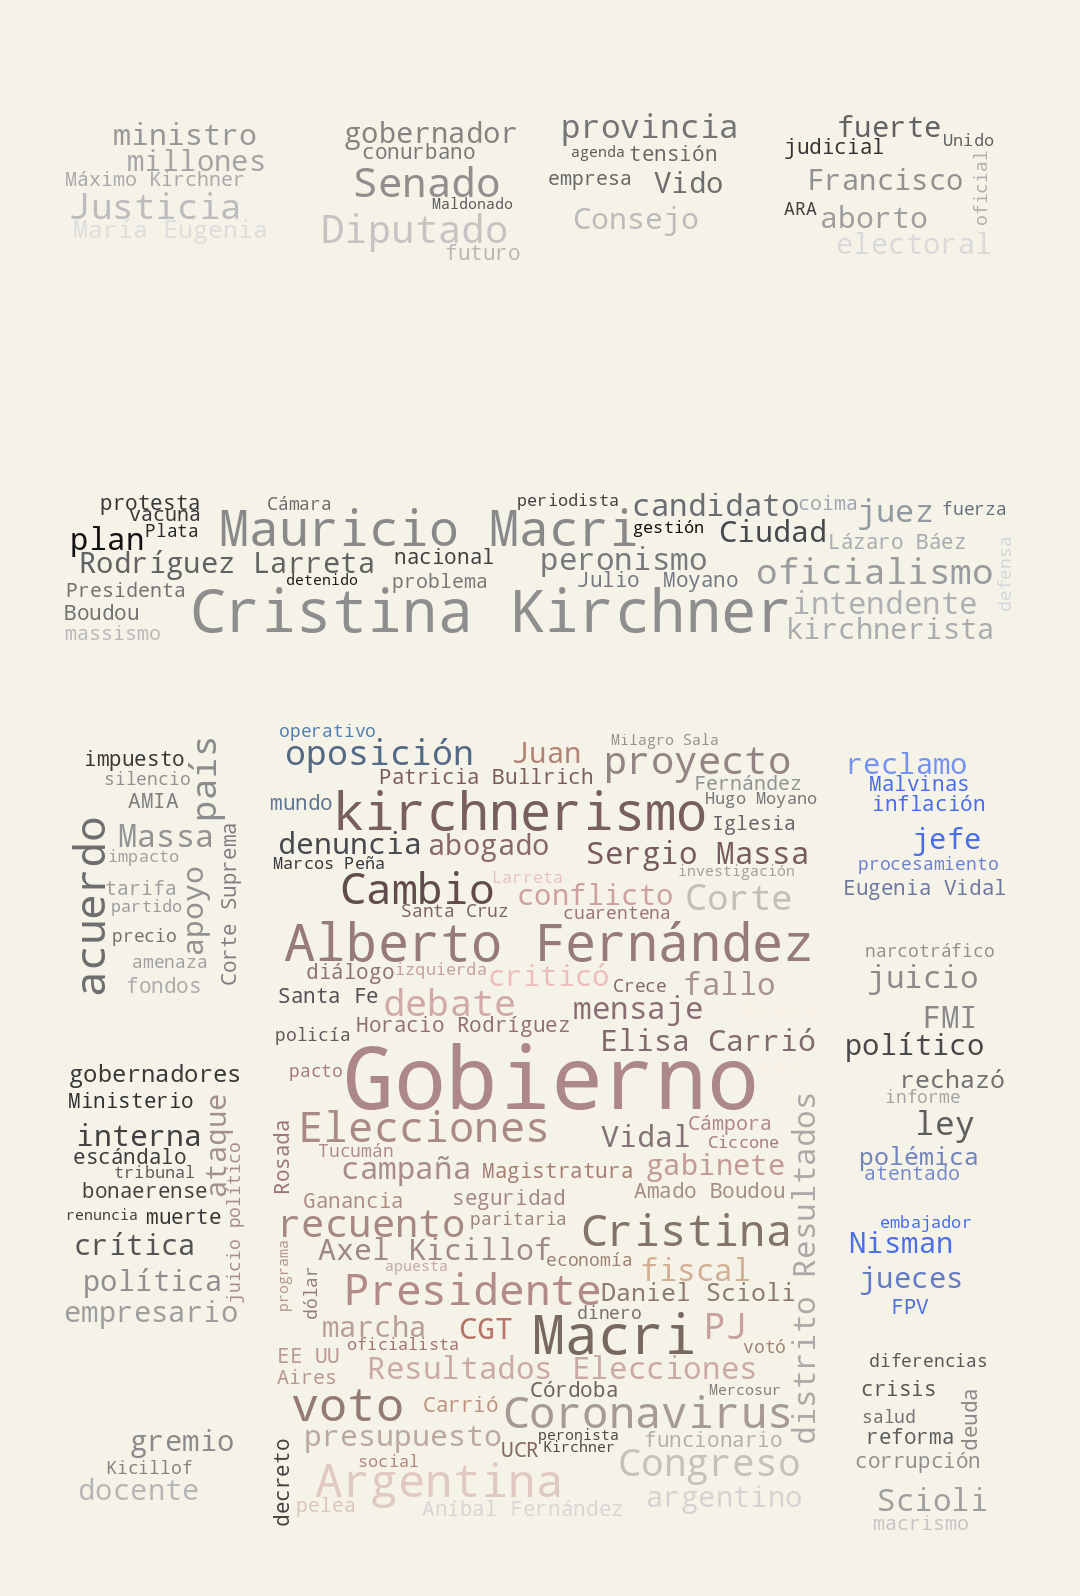 ministro
millones
Máximo Kirchner
Justicia
María Eugenia
gobernador
conurbano
Senado
Maldonado
Diputado
futuro
provincia
agenda
tensión
empresa
Vido
Consejo
fuerte
Unido
judicial
Francisco
oficial
ARA
aborto
electoral
protesta
vacuna
Plata
plan
Cámara
Mauricio Macri
periodista
candidato
coima
juez
fuerza
gestión
Ciudad
Lázaro Báez
Rodríguez Larreta
nacional
peronismo
detenido
problema
Julio Moyano
oficialismo
defensa
Presidenta
Boudou
massismo
Cristina Kirchner
intendente
kirchnerista
impuesto
silencio
AMIA
país
Massa
impacto
acuerdo
tarifa
partido
apoyo
Corte Suprema
precio
amenaza
fondos
operativo
oposición
Juan
Milagro Sala
proyecto
Patricia Bullrich
Fernández
mundo
kirchnerismo
Hugo Moyano
Iglesia
denuncia
abogado
Sergio Massa
Marcos Peña
investigación
Cambio
Larreta
conflicto
Corte
Santa Cruz
cuarentena
Alberto Fernández
diálogo
izquierda
criticó
Crece
fallo
Santa Fe
debate
mensaje
policía
Horacio Rodríguez
Elisa Carrió
pacto
Gobierno
reclamo
Malvinas
inflación
jefe
procesamiento
Eugenia Vidal
narcotráfico
juicio
FMI
político
rechazó
informe
ley
polémica
atentado
embajador
Nisman
jueces
FPV
gobernadores
Ministerio
interna
escándalo
tribunal
bonaerense
ataque
renuncia
muerte
crítica
política
juicio político
empresario
Rosada
Elecciones
Vidal
Cámpora
Ciccone
Tucumán
campaña
Magistratura
gabinete
Ganancia
seguridad
Amado Boudou
recuento
paritaria
Cristina
distrito Resultados
Axel Kicillof
economía
apuesta
fiscal
programa
dólar
Presidente
Daniel Scioli
dinero
marcha
CGT
Macri
PJ
oficialista
votó
EE UU
Aires
Resultados Elecciones
Córdoba
Mercosur
voto
Carrió
Coronavirus
presupuesto
UCR
peronista
Kirchner
funcionario
decreto
social
Argentina
Congreso
pelea
Aníbal Fernández
argentino
gremio
Kicillof
docente
diferencias
crisis
salud
reforma
deuda
corrupción
Scioli
macrismo